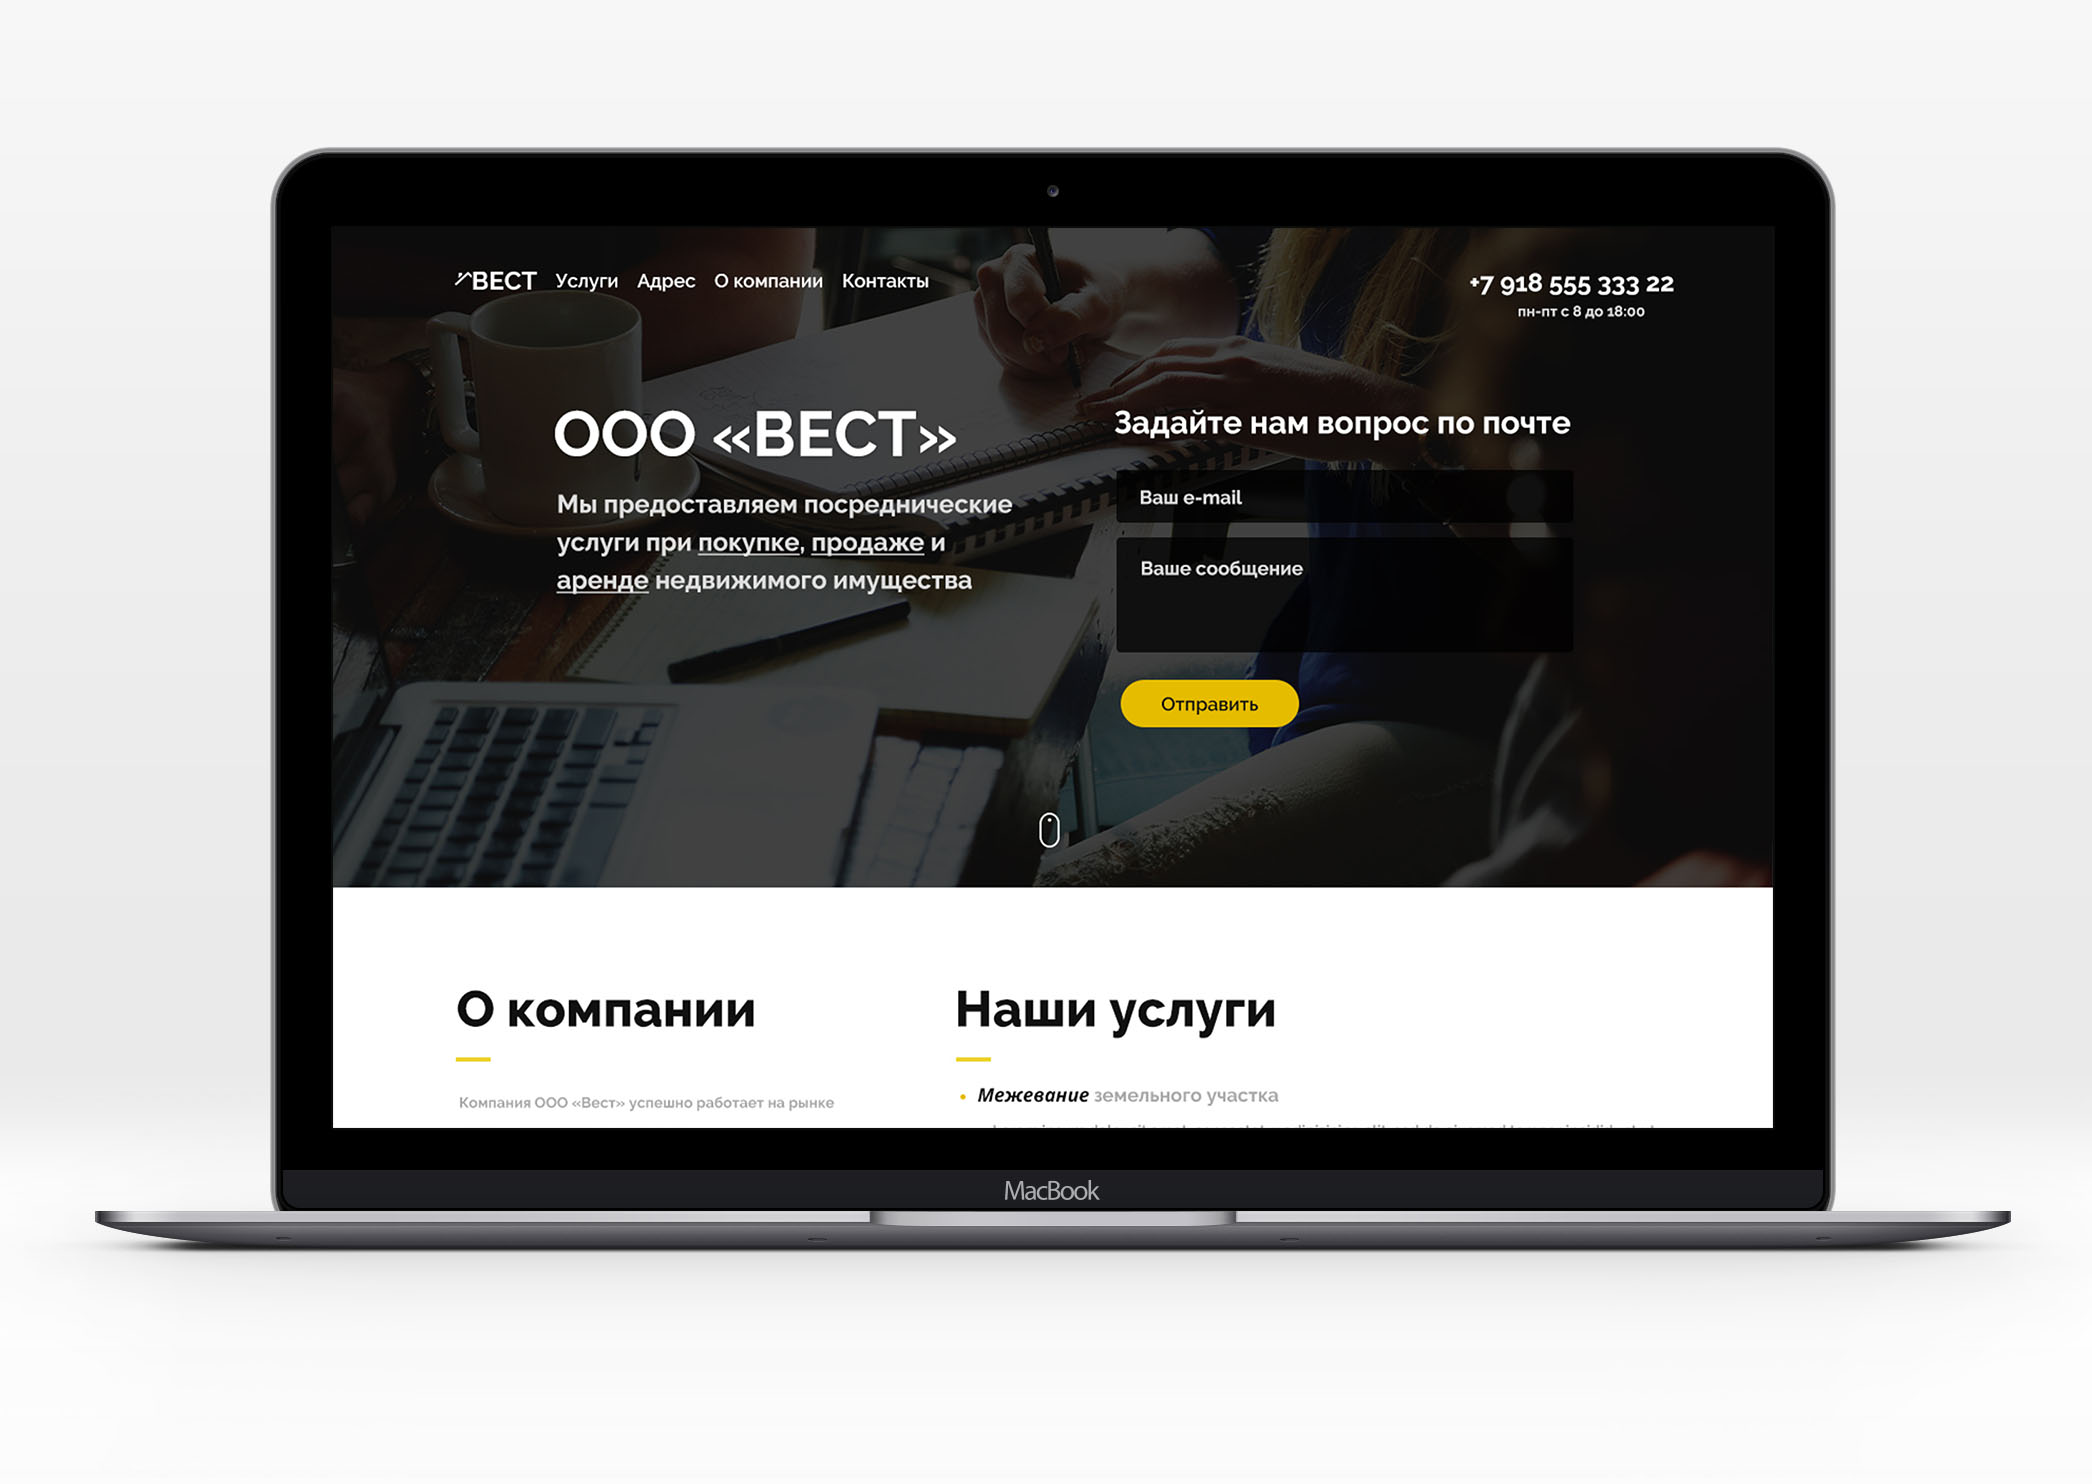 ВЕСТ Услуги Адрес О компании Контакты
+7 918 555 333 22
пн-пт с 8 до 18:00
ООО «ВЕСТ»
Мы предоставляем посреднические
услуги при покупке, продаже и
аренде недвижимого имущества
Задайте нам вопрос по почте
Ваш e-mail
Ваше сообщение
Отправить
О компании
Компания ООО «Вест» успешно работает на рынке
Наши услуги
• Межевание земельного участка
MacBook